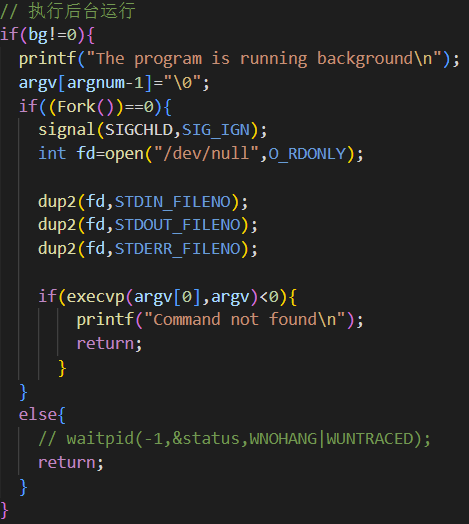 // 执行后台运行
if(bg!=0){
  printf("The program is running background\n");
  argv[argnum-1]="\0";
  if((Fork())==0){
    signal(SIGCHLD,SIG_IGN);
    int fd=open("/dev/null",O_RDONLY);

    dup2(fd,STDIN_FILENO);
    dup2(fd,STDOUT_FILENO);
    dup2(fd,STDERR_FILENO);

    if(execvp(argv[0],argv)<0){
        printf("Command not found\n");
        return;
      }
  }
  else{
    // waitpid(-1,&status,WNOHANG|WUNTRACED);
    return;
  }
}